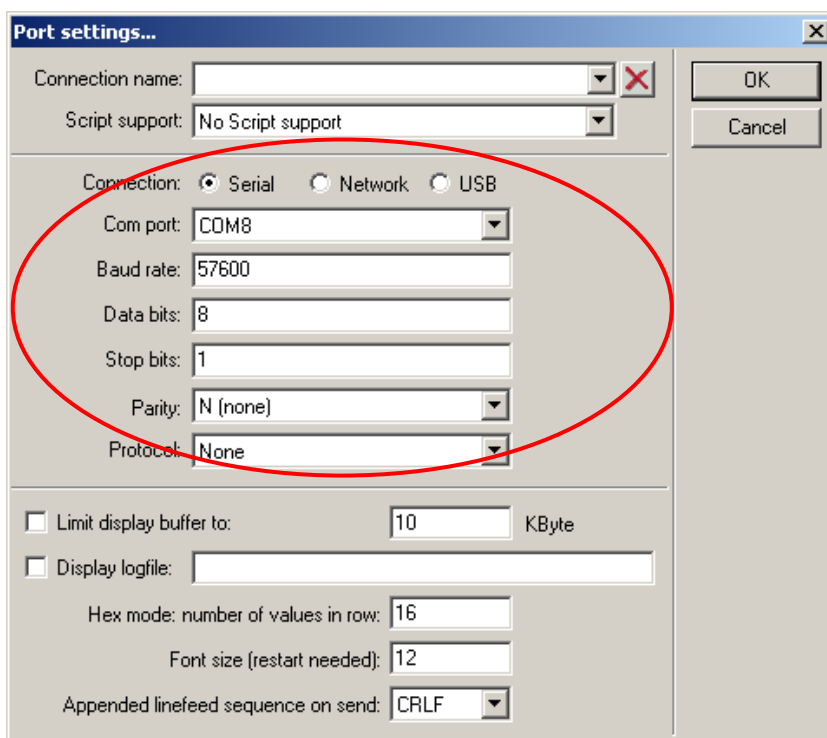 Port settings...
Connection name:
OK
Script support: No Script support
Cancel
Connection: Serial Network USB
Com port: COM8
Baud rate: 57600
Data bits: 8
Stop bits: 1
Parity: N (none)
Protocol: None
Limit display buffer to: 10 KByte
Display logfile:
Hex mode: number of values in row: 16
Font size (restart needed): 12
Appended linefeed sequence on send: CRLF